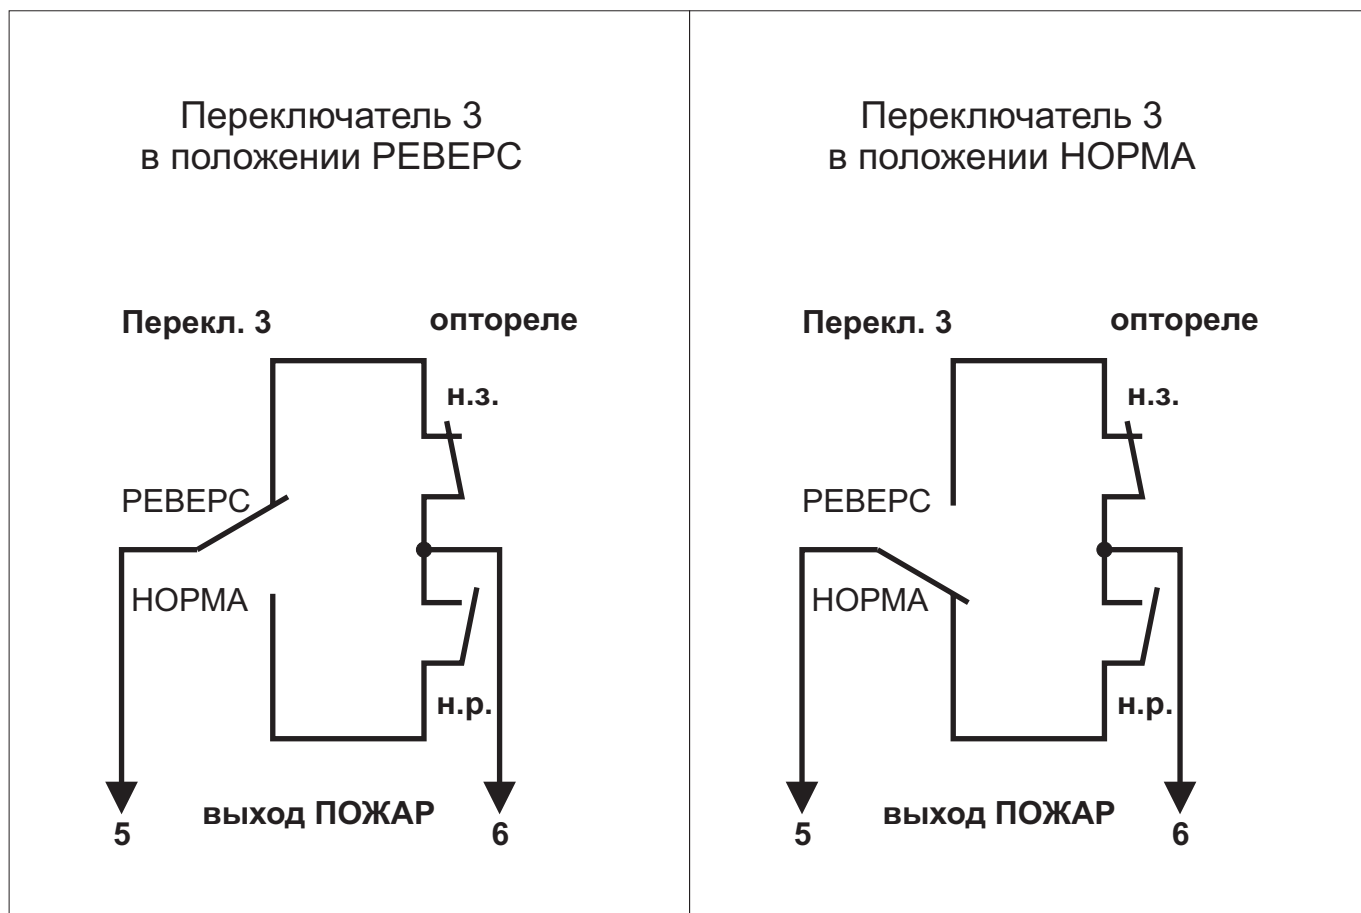 Переключатель 3
в положении РЕВЕРС
Перекл. 3
оптореле
н.з.
РЕВЕРС
НОРМА
н.р.
выход ПОЖАР
5
6
Переключатель 3
в положении НОРМА
Перекл. 3
оптореле
н.з.
РЕВЕРС
НОРМА
н.р.
выход ПОЖАР
5
6